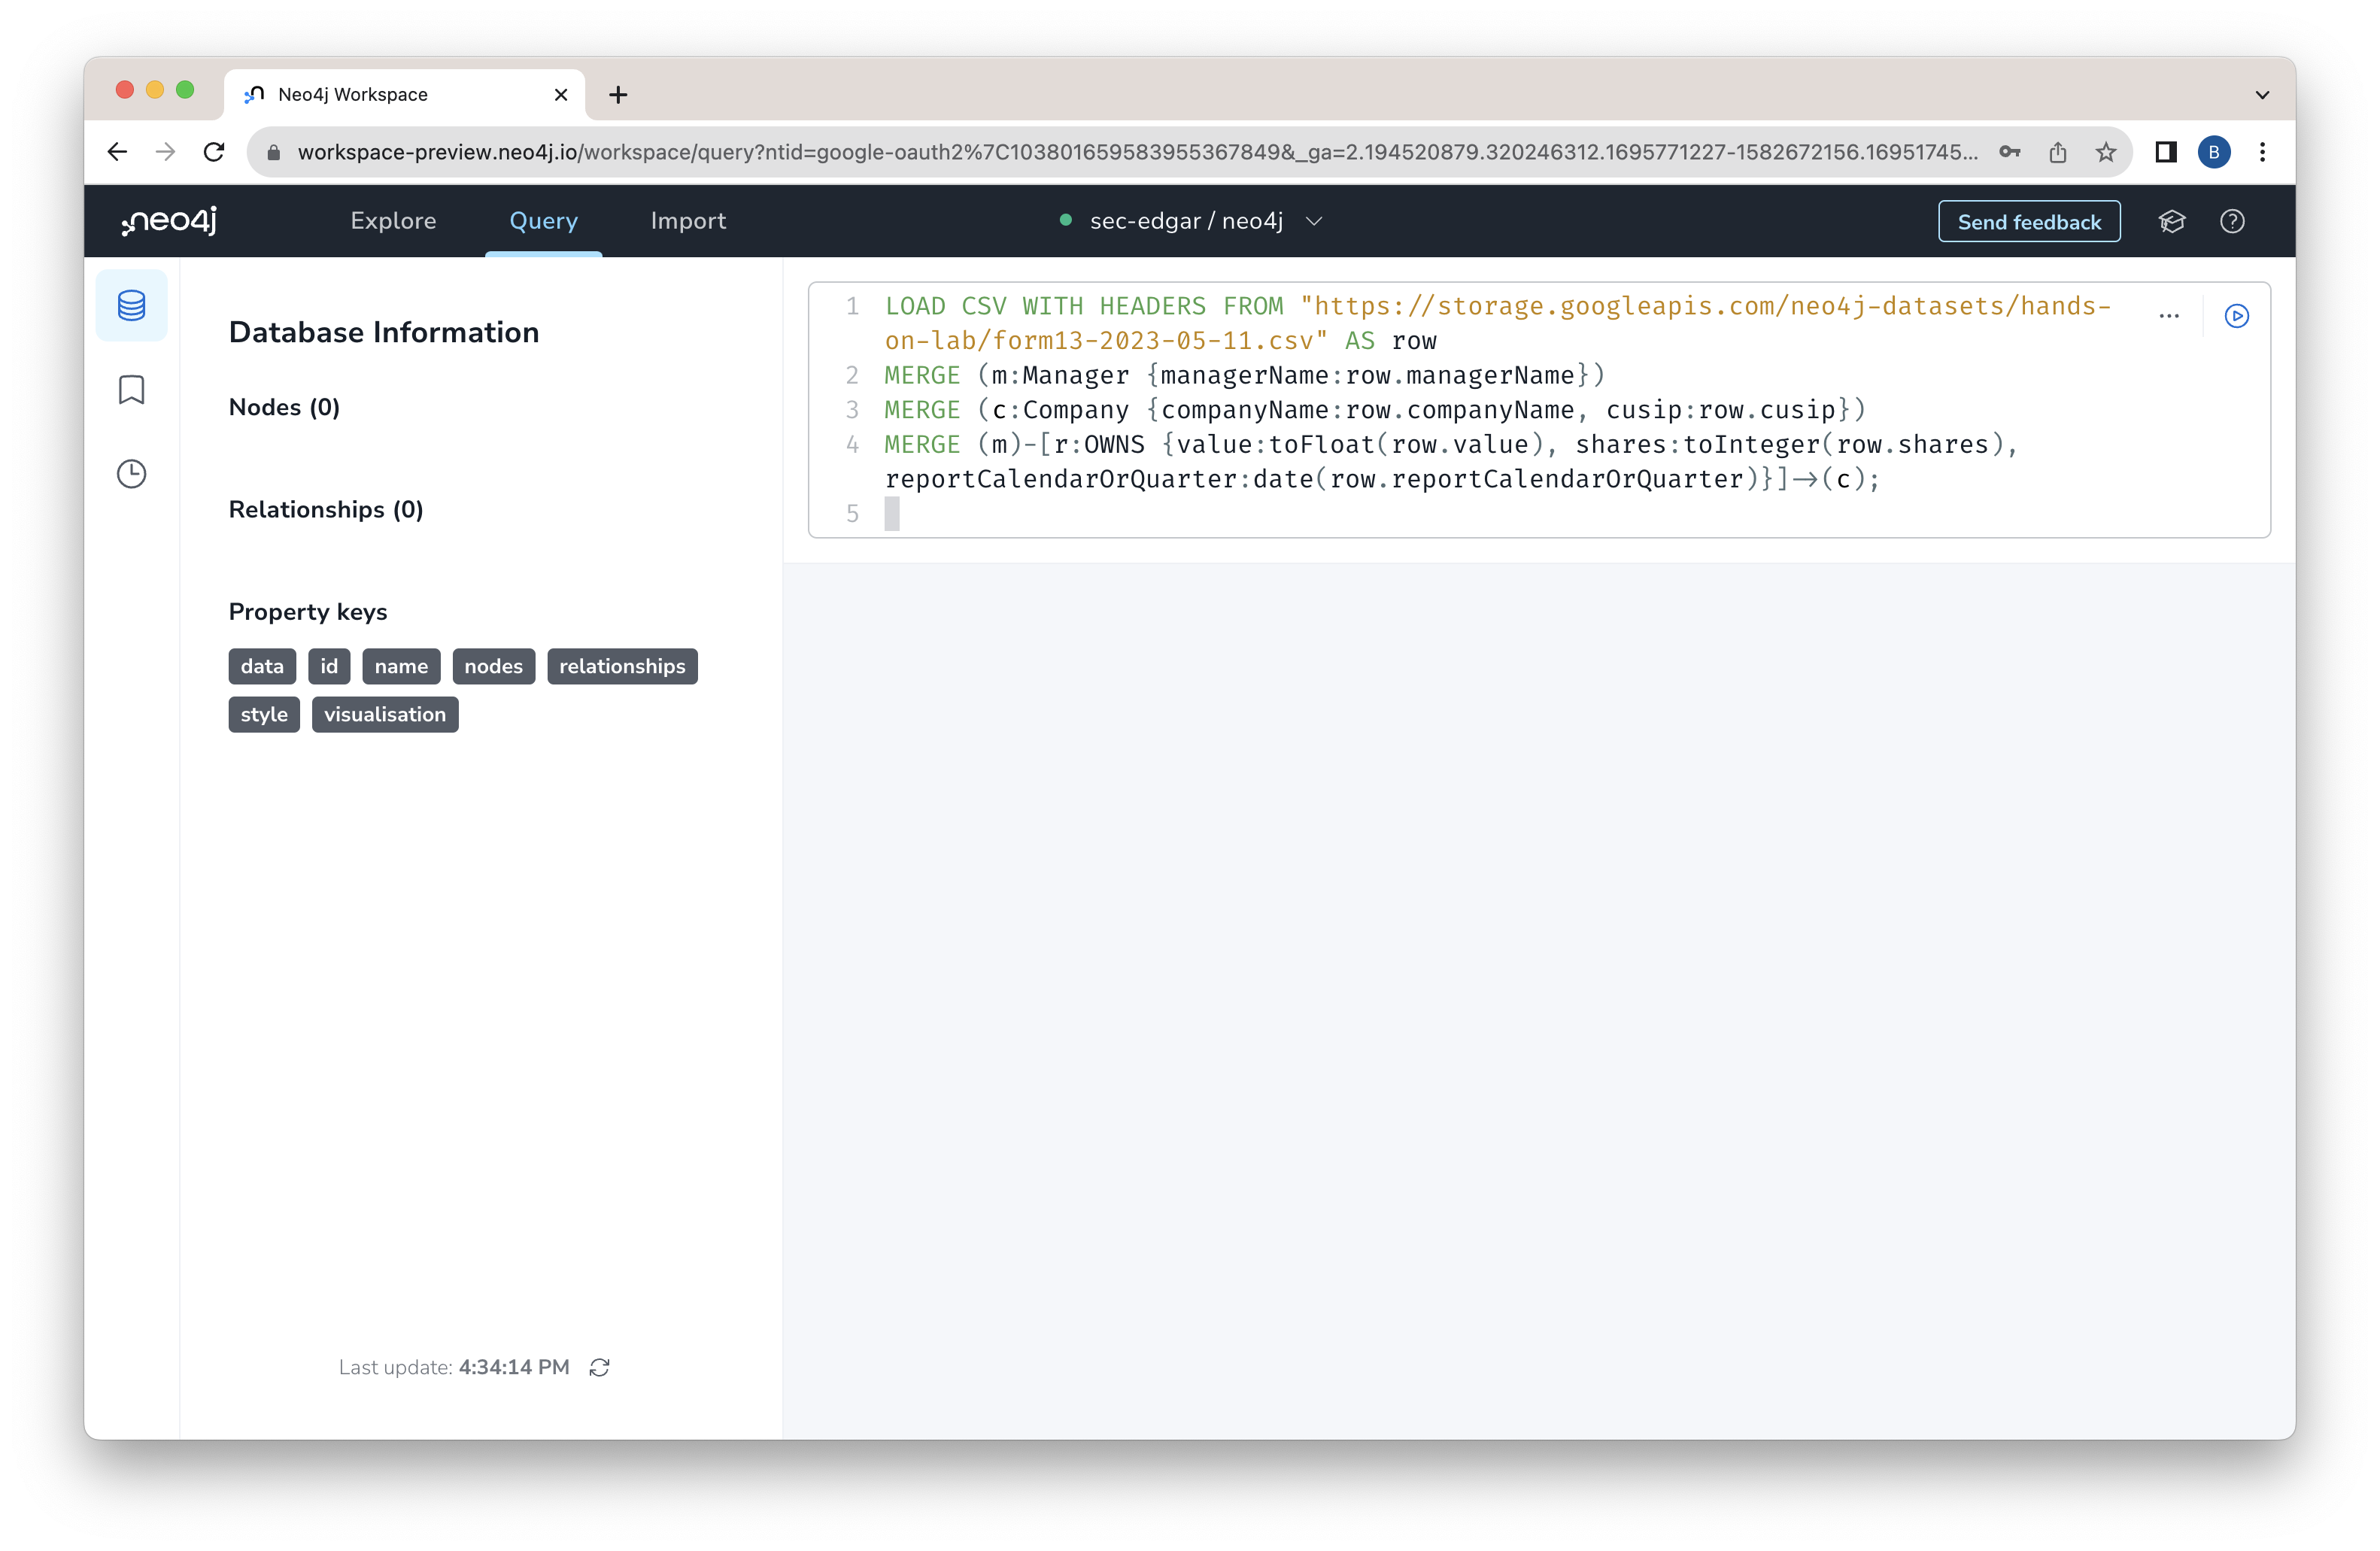 Neo4j Workspace
workspace-preview.neo4j.io/workspace/query?ntid=google-oauth2%7C103801659583955367849&_ga=2.194520879.320246312.1695771227-1582672156.16951745...
B
neo4j
Explore
Query
Import
sec-edgar / neo4j
Send feedback
Database Information
Nodes (0)
Relationships (0)
Property keys
data id name nodes relationships
style visualisation
Last update: 4:34:14 PM
1 LOAD CSV WITH HEADERS FROM "https://storage.googleapis.com/neo4j-datasets/hands-
on-lab/form13-2023-05-11.csv" AS row
2 MERGE (m:Manager {managerName:row.managerName})
3 MERGE (c:Company {companyName:row.companyName, cusip:row.cusip})
4 MERGE (m)-[r:OWNS {value:toFloat(row.value), shares:toInteger(row.shares),
reportCalendarOrQuarter:date(row.reportCalendarOrQuarter)}]->(c);
5